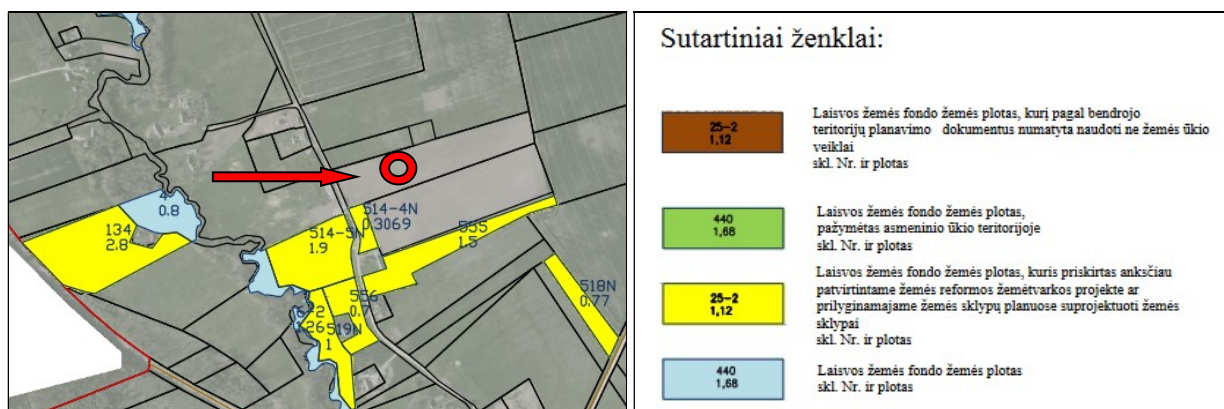 4
0.8
134
2.8
514-5N
1.9
514-4N
0.3069
555
1.5
518N
0.77
556
0.7
519N
1
Sutartiniai ženklai:
25-2
1,12
Laisvos žemės fondo žemės plotas, kurį pagal bendrojo
teritorijų planavimo dokumentus numatyta naudoti ne žemės ūkio
veiklai
skl. Nr. ir plotas
440
1,68
Laisvos žemės fondo žemės plotas,
pažymėtas asmeninio ūkio teritorijoje
skl. Nr. ir plotas
25-2
1,12
Laisvos žemės fondo žemės plotas, kuris priskirtas anksčiau
patvirtintame žemės reformos žemėtvarkos projekte ar
prilyginamajame žemės sklypų planuose suprojektuoti žemės
sklypai
skl. Nr. ir plotas
440
1,68
Laisvos žemės fondo žemės plotas
skl. Nr. ir plotas